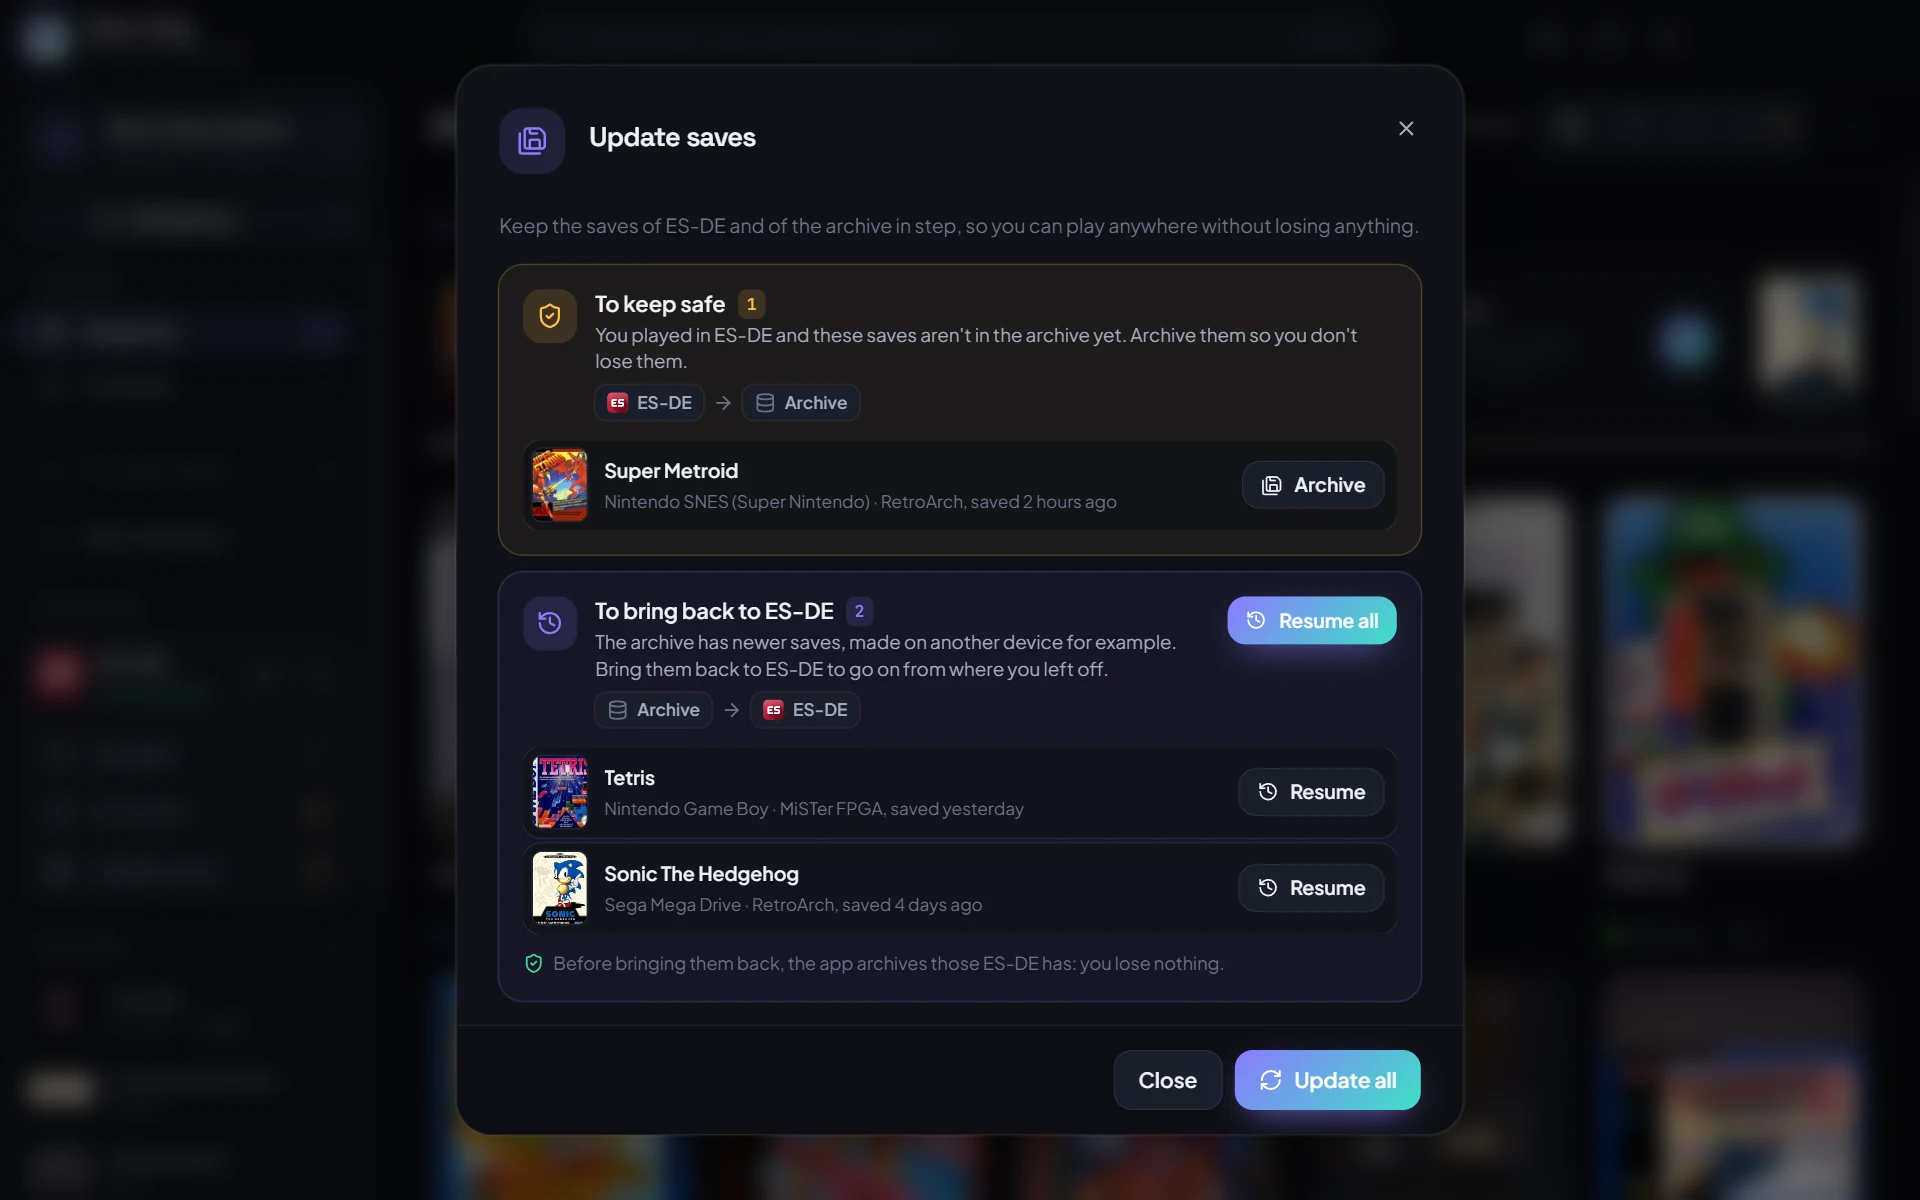 Update saves
Keep the saves of ES-DE and of the archive in step, so you can play anywhere without losing anything.
To keep safe 1
You played in ES-DE and these saves aren't in the archive yet. Archive them so you don't
lose them.
ES ES-DE → Archive
Super Metroid
Nintendo SNES (Super Nintendo) · RetroArch, saved 2 hours ago
Archive
To bring back to ES-DE 2
The archive has newer saves, made on another device for example.
Bring them back to ES-DE to go on from where you left off.
Resume all
Archive → ES ES-DE
TETRIS
Tetris
Nintendo Game Boy · MiSTer FPGA, saved yesterday
Resume
SONIC
Sonic The Hedgehog
Sega Mega Drive · RetroArch, saved 4 days ago
Resume
Before bringing them back, the app archives those ES-DE has: you lose nothing.
Close
Update all